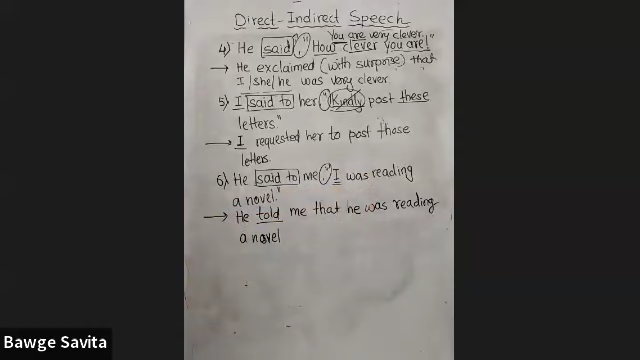 Direct-Indirect Speech
You are very clever.
4) He said, "How clever you are!"
→ He exclaimed (with surprise) that
I/she/he was very clever.
5) I said to her, "Kindly post these
letters."
→ I requested her to post those
letters.
6) He said to me, "I was reading
a novel."
→ He told me that he was reading
a novel
Bawge Savita